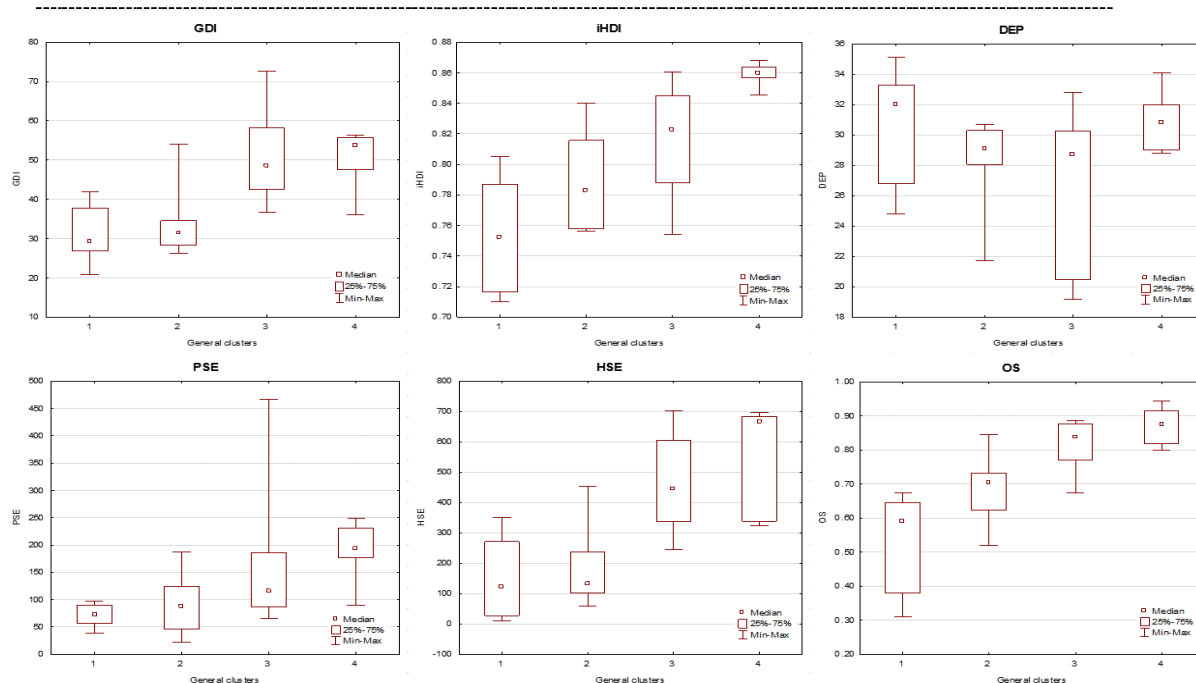 GDI
80
70
60
50
40
30
20
10
GDI
1 2 3 4
General clusters
Median
25%-75%
Min-Max
iHDI
0.88
0.86
0.84
0.82
0.80
0.78
0.76
0.74
0.72
0.70
iHDI
1 2 3 4
General clusters
Median
25%-75%
Min-Max
DEP
36
34
32
30
28
26
24
22
20
18
DEP
1 2 3 4
General clusters
Median
25%-75%
Min-Max
PSE
500
450
400
350
300
250
200
150
100
50
0
PSE
1 2 3 4
General clusters
Median
25%-75%
Min-Max
HSE
800
700
600
500
400
300
200
100
0
-100
HSE
1 2 3 4
General clusters
Median
25%-75%
Min-Max
OS
1.00
0.90
0.80
0.70
0.60
0.50
0.40
0.30
0.20
OS
1 2 3 4
General clusters
Median
25%-75%
Min-Max